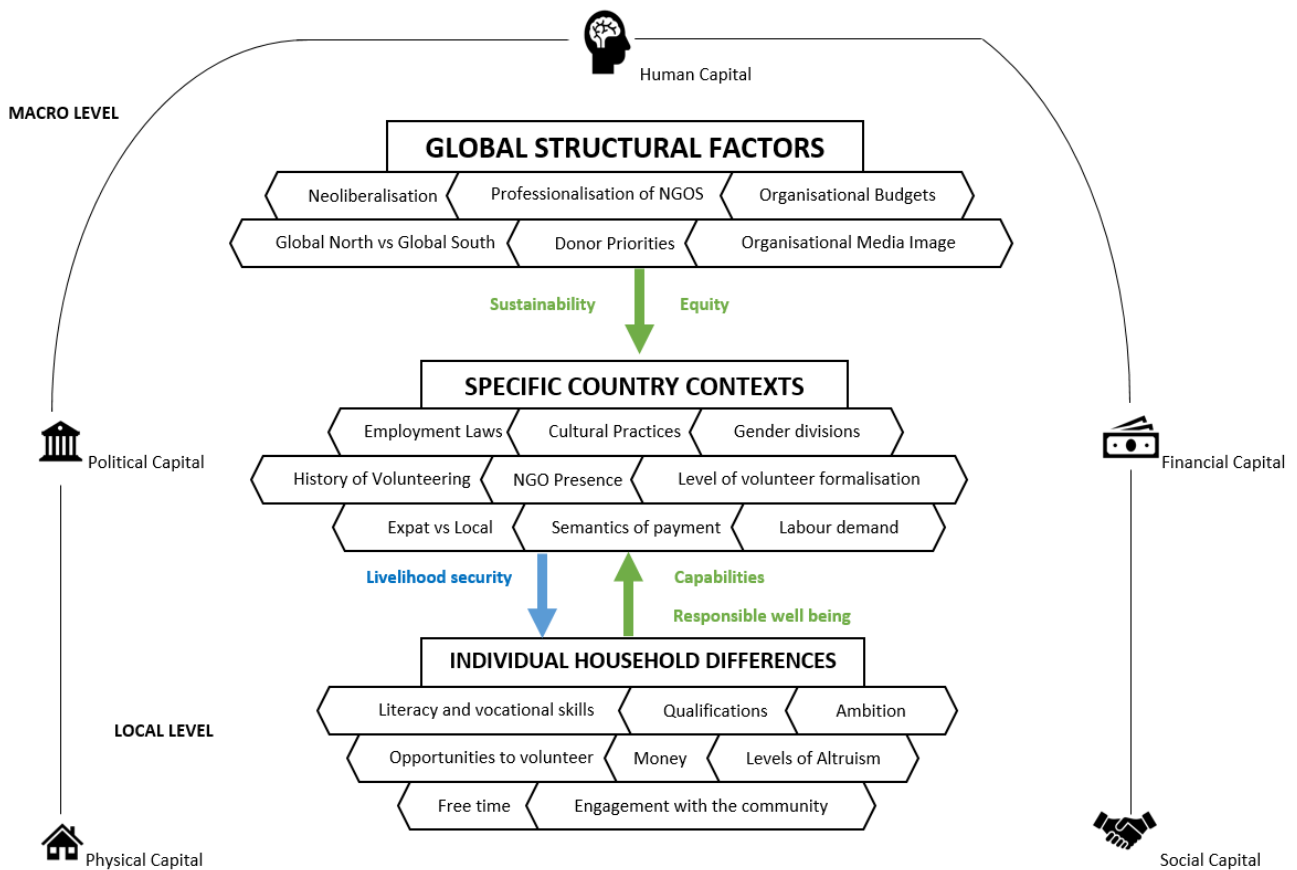 Human Capital
MACRO LEVEL
GLOBAL STRUCTURAL FACTORS
Neoliberalisation
Professionalisation of NGOS
Organisational Budgets
Global North vs Global South
Donor Priorities
Organisational Media Image
Sustainability
Equity
SPECIFIC COUNTRY CONTEXTS
Employment Laws
Cultural Practices
Gender divisions
Political Capital
Financial Capital
History of Volunteering
NGO Presence
Level of volunteer formalisation
Expat vs Local
Semantics of payment
Labour demand
Livelihood security
Capabilities
Responsible well being
INDIVIDUAL HOUSEHOLD DIFFERENCES
Literacy and vocational skills
Qualifications
Ambition
LOCAL LEVEL
Opportunities to volunteer
Money
Levels of Altruism
Free time
Engagement with the community
Physical Capital
Social Capital